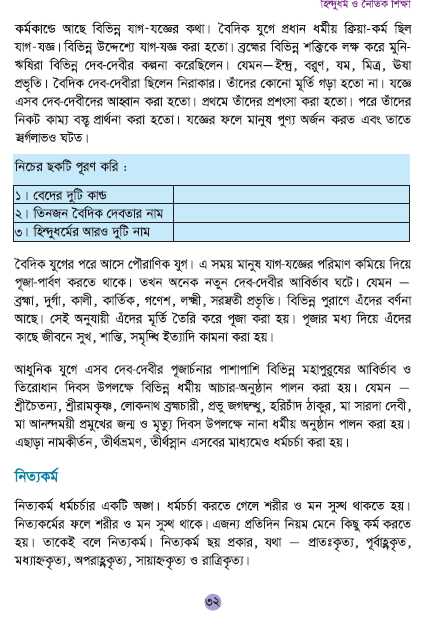 হিন্দুধর্ম ও নৈতিক শিক্ষা
কর্মকাণ্ডে আছে বিভিন্ন যাগ-যজ্ঞের কথা। বৈদিক যুগে প্রধান ধর্মীয় ক্রিয়া-কর্ম ছিল
যাগ-যজ্ঞ। বিভিন্ন উদ্দেশ্যে যাগ-যজ্ঞ করা হতো। ব্রহ্মের বিভিন্ন শক্তিকে লক্ষ করে মুনি-
ঋষিরা বিভিন্ন দেব-দেবীর কল্পনা করেছিলেন। যেমন—ইন্দ্র, বরুণ, যম, মিত্র, ঊষা
প্রভৃতি। বৈদিক দেব-দেবীরা ছিলেন নিরাকার। তাঁদের কোনো মূর্তি গড়া হতো না। যজ্ঞে
এসব দেব-দেবীদের আহ্বান করা হতো। প্রথমে তাঁদের প্রশংসা করা হতো। পরে তাঁদের
নিকট কাম্য বস্তু প্রার্থনা করা হতো। যজ্ঞের ফলে মানুষ পুণ্য অর্জন করত এবং তাতে
স্বর্গলাভও ঘটত।
নিচের ছকটি পূরণ করি :
১। বেদের দুটি কাণ্ড
২। তিনজন বৈদিক দেবতার নাম
৩। হিন্দুধর্মের আরও দুটি নাম
বৈদিক যুগের পরে আসে পৌরাণিক যুগ। এ সময় মানুষ যাগ-যজ্ঞের পরিমাণ কমিয়ে দিয়ে
পূজা-পার্বণ করতে থাকে। তখন অনেক নতুন দেব-দেবীর আবির্ভাব ঘটে। যেমন –
ব্রহ্মা, দুর্গা, কালী, কার্তিক, গণেশ, লক্ষ্মী, সরস্বতী প্রভৃতি। বিভিন্ন পুরাণে এঁদের বর্ণনা
আছে। সেই অনুযায়ী এঁদের মূর্তি তৈরি করে পূজা করা হয়। পূজার মধ্য দিয়ে এঁদের
কাছে জীবনে সুখ, শান্তি, সমৃদ্ধি ইত্যাদি কামনা করা হয়।
আধুনিক যুগে এসব দেব-দেবীর পূজার্চনার পাশাপাশি বিভিন্ন মহাপুরুষের আবির্ভাব ও
তিরোধান দিবস উপলক্ষে বিভিন্ন ধর্মীয় আচার-অনুষ্ঠান পালন করা হয়। যেমন –
শ্রীচৈতন্য, শ্রীরামকৃষ্ণ, লোকনাথ ব্রহ্মচারী, প্রভু জগদ্বন্ধু, হরিচাঁদ ঠাকুর, মা সারদা দেবী,
মা আনন্দময়ী প্রমুখের জন্ম ও মৃত্যু দিবস উপলক্ষে নানা ধর্মীয় অনুষ্ঠান পালন করা হয়।
এছাড়া নামকীর্তন, তীর্থভ্রমণ, তীর্থস্নান এসবের মাধ্যমেও ধর্মচর্চা করা হয়।
নিত্যকর্ম
নিত্যকর্ম ধর্মচর্চার একটি অঙ্গ। ধর্মচর্চা করতে গেলে শরীর ও মন সুস্থ থাকতে হয়।
নিত্যকর্মের ফলে শরীর ও মন সুস্থ থাকে। এজন্য প্রতিদিন নিয়ম মেনে কিছু কর্ম করতে
হয়। তাকেই বলে নিত্যকর্ম। নিত্যকর্ম ছয় প্রকার, যথা – প্রাতঃকৃত্য, পূর্বাহ্ণকৃত্য,
মধ্যাহ্নকৃত্য, অপরাহ্ণকৃত্য, সায়াহ্নকৃত্য ও রাত্রিকৃত্য।
৩২